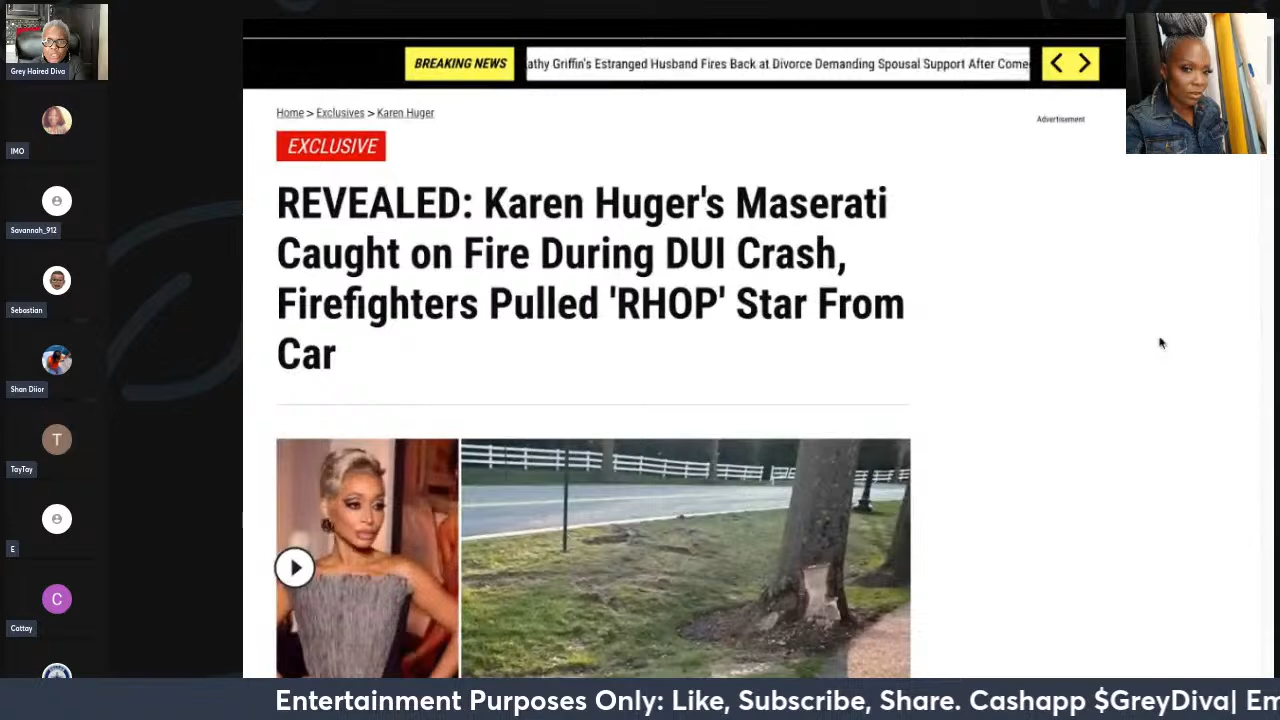 Grey Haired Diva
IMO
Savannah_912
Sebastian
Shan Diior
T
TayTay
E
C
Cattay
BREAKING NEWS
athy Griffin's Estranged Husband Fires Back at Divorce Demanding Spousal Support After Come
Home > Exclusives > Karen Huger
Advertisement
EXCLUSIVE
REVEALED: Karen Huger's Maserati
Caught on Fire During DUI Crash,
Firefighters Pulled 'RHOP' Star From
Car
Entertainment Purposes Only: Like, Subscribe, Share. Cashapp $GreyDiva| Em